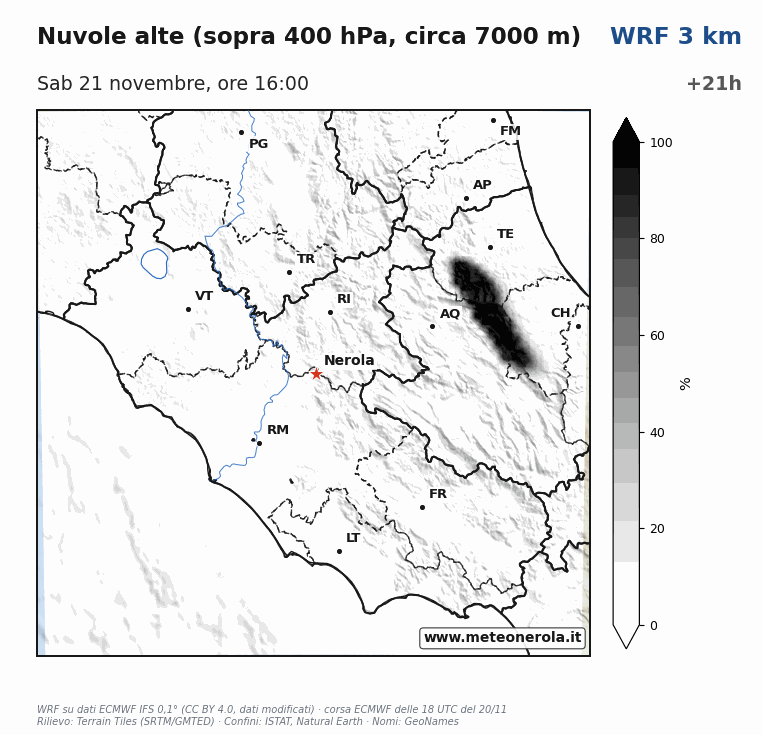 Nuvole alte (sopra 400 hPa, circa 7000 m) WRF 3 km
Sab 21 novembre, ore 16:00 +21h
FM
PG
AP
TE
TR
VT
RI
AQ
CH
Nerola
RM
FR
LT
100
80
60
40
20
0
%
www.meteonerola.it
WRF su dati ECMWF IFS 0,1° (CC BY 4.0, dati modificati) · corsa ECMWF delle 18 UTC del 20/11
Rilievo: Terrain Tiles (SRTM/GMTED) · Confini: ISTAT, Natural Earth · Nomi: GeoNames